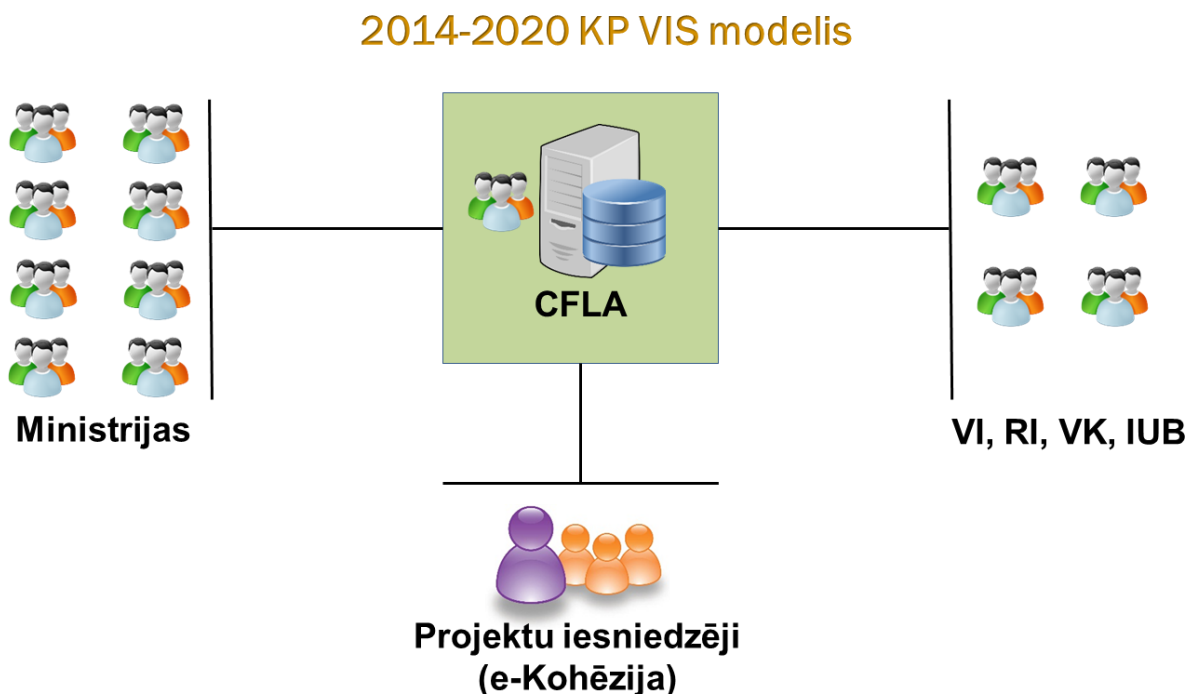 2014-2020 KP VIS modelis
CFLA
Ministrijas
VI, RI, VK, IUB
Projektu iesniedzēji
(e-Kohēzija)